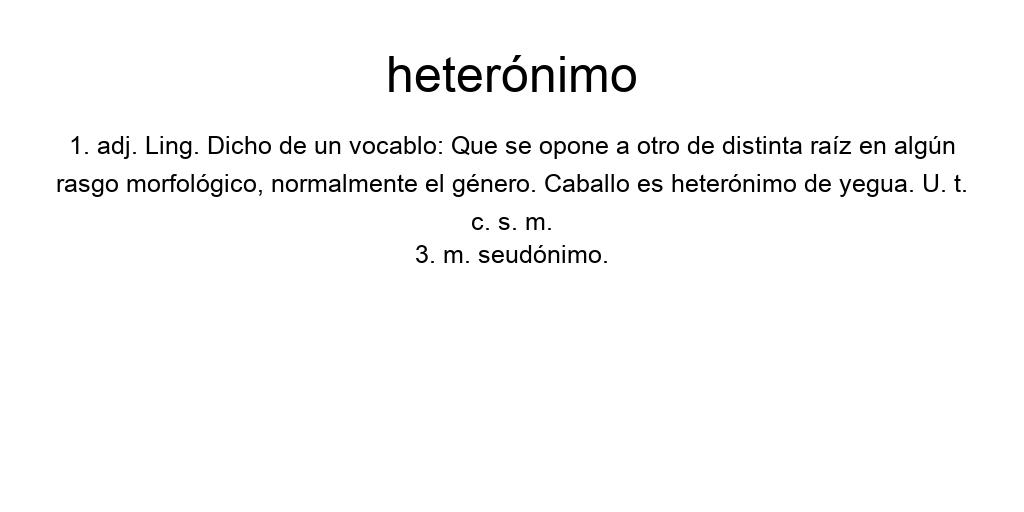 heterónimo
1. adj. Ling. Dicho de un vocablo: Que se opone a otro de distinta raíz en algún
rasgo morfológico, normalmente el género. Caballo es heterónimo de yegua. U. t.
c. s. m.
3. m. seudónimo.